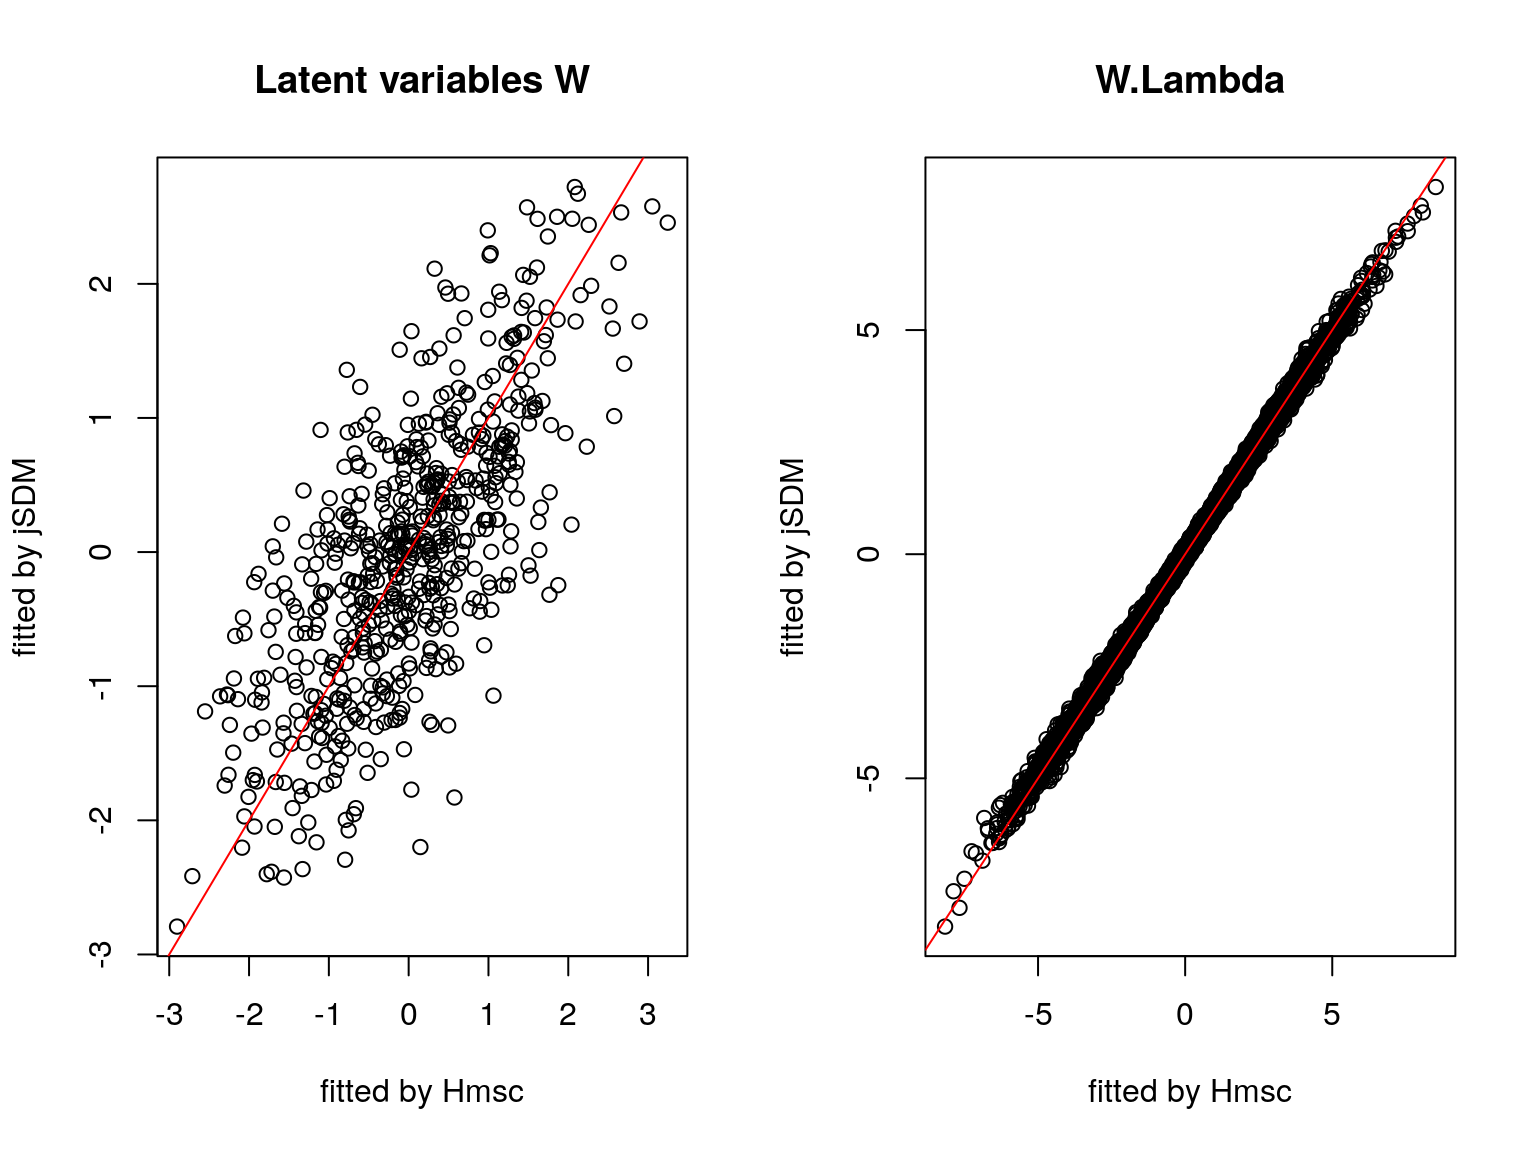 Latent variables W
fitted by jSDM
2
1
0
-1
-2
-3
-3 -2 -1 0 1 2 3
fitted by Hmsc
W.Lambda
fitted by jSDM
5
0
-5
-5 0 5
fitted by Hmsc